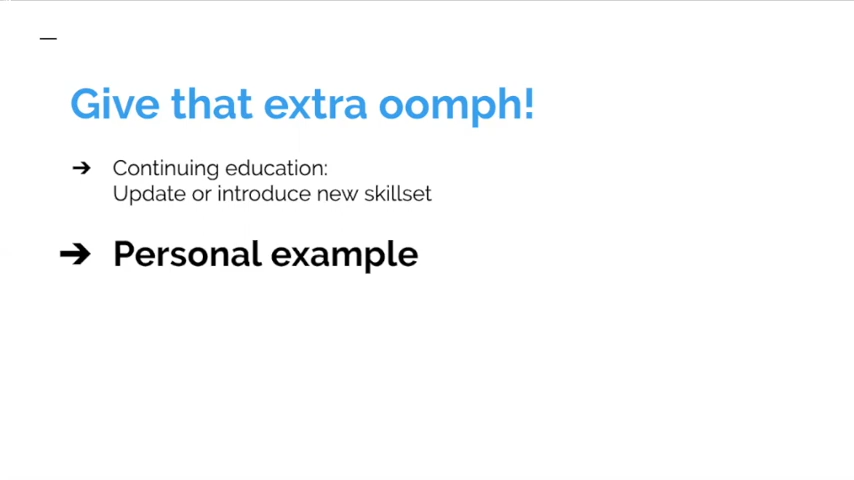 Give that extra oomph!
➔ Continuing education:
Update or introduce new skillset
➔ Personal example